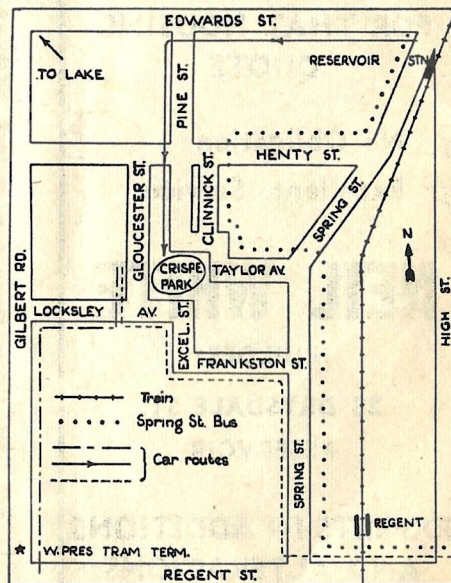 EDWARDS ST.
RESERVOIR
STN.
TO LAKE
PINE ST.
HENTY ST.
CLINNICK ST.
GLOUCESTER ST.
SPRING ST.
GILBERT RD.
CRISPE
PARK
TAYLOR AV.
N
HIGH ST.
LOCKSLEY AV.
EXCEL. ST.
FRANKSTON ST.
Train
Spring St. Bus
Car routes
SPRING ST.
REGENT
* W. PRES TRAM TERM.
REGENT ST.